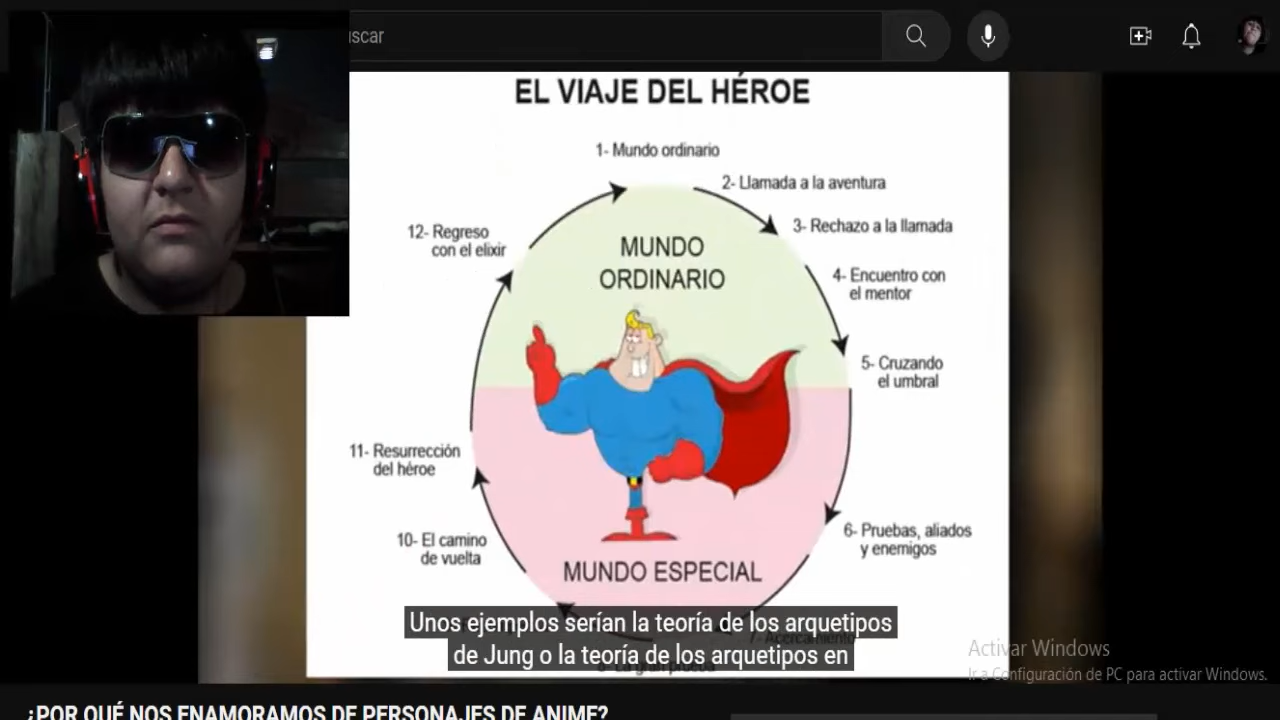 scar
EL VIAJE DEL HÉROE
1- Mundo ordinario
2- Llamada a la aventura
3- Rechazo a la llamada
4- Encuentro con
el mentor
5- Cruzando
el umbral
6- Pruebas, aliados
y enemigos
10- El camino
de vuelta
11- Resurrección
del héroe
12- Regreso
con el elixir
MUNDO
ORDINARIO
MUNDO ESPECIAL
Unos ejemplos serían la teoría de los arquetipos
de Jung o la teoría de los arquetipos en
Activar Windows
Ir a Configuración de PC para activar Windows.
¿POR QUÉ NOS ENAMORAMOS DE PERSONAJES DE ANIME?